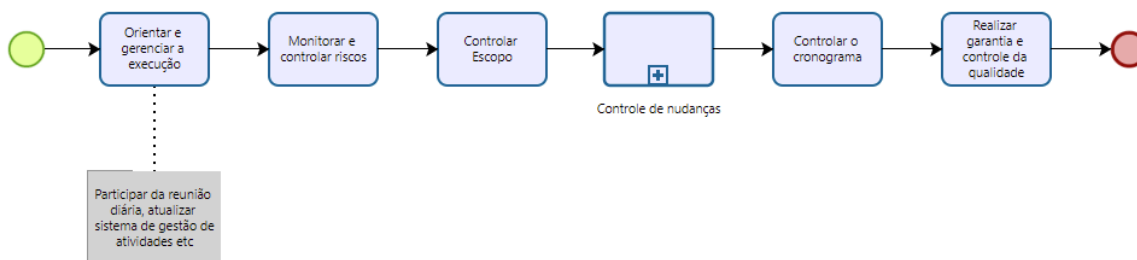 Orientar e
gerenciar a
execução
Monitorar e
controlar riscos
Controlar
Escopo
Controle de nudanças
Controlar o
cronograma
Realizar
garantia e
controle da
qualidade
Participar da reunião
diária, atualizar
sistema de gestão de
atividades etc